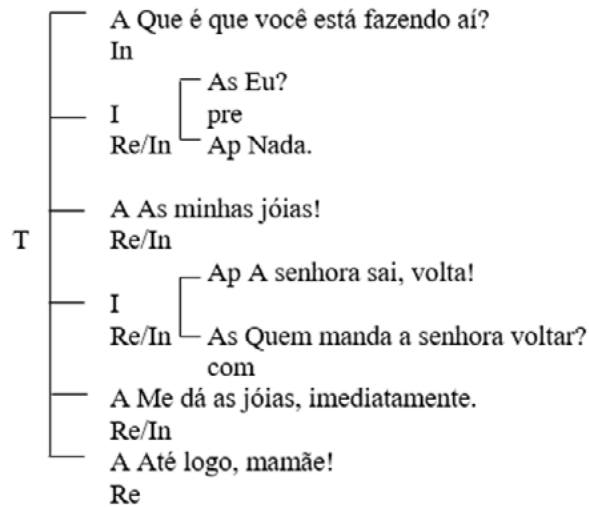 A Que é que você está fazendo aí?
In
As Eu?
I
pre
Re/In
Ap Nada.
A As minhas jóias!
T
Re/In
Ap A senhora sai, volta!
I
Re/In
As Quem manda a senhora voltar?
com
A Me dá as jóias, imediatamente.
Re/In
A Até logo, mamãe!
Re